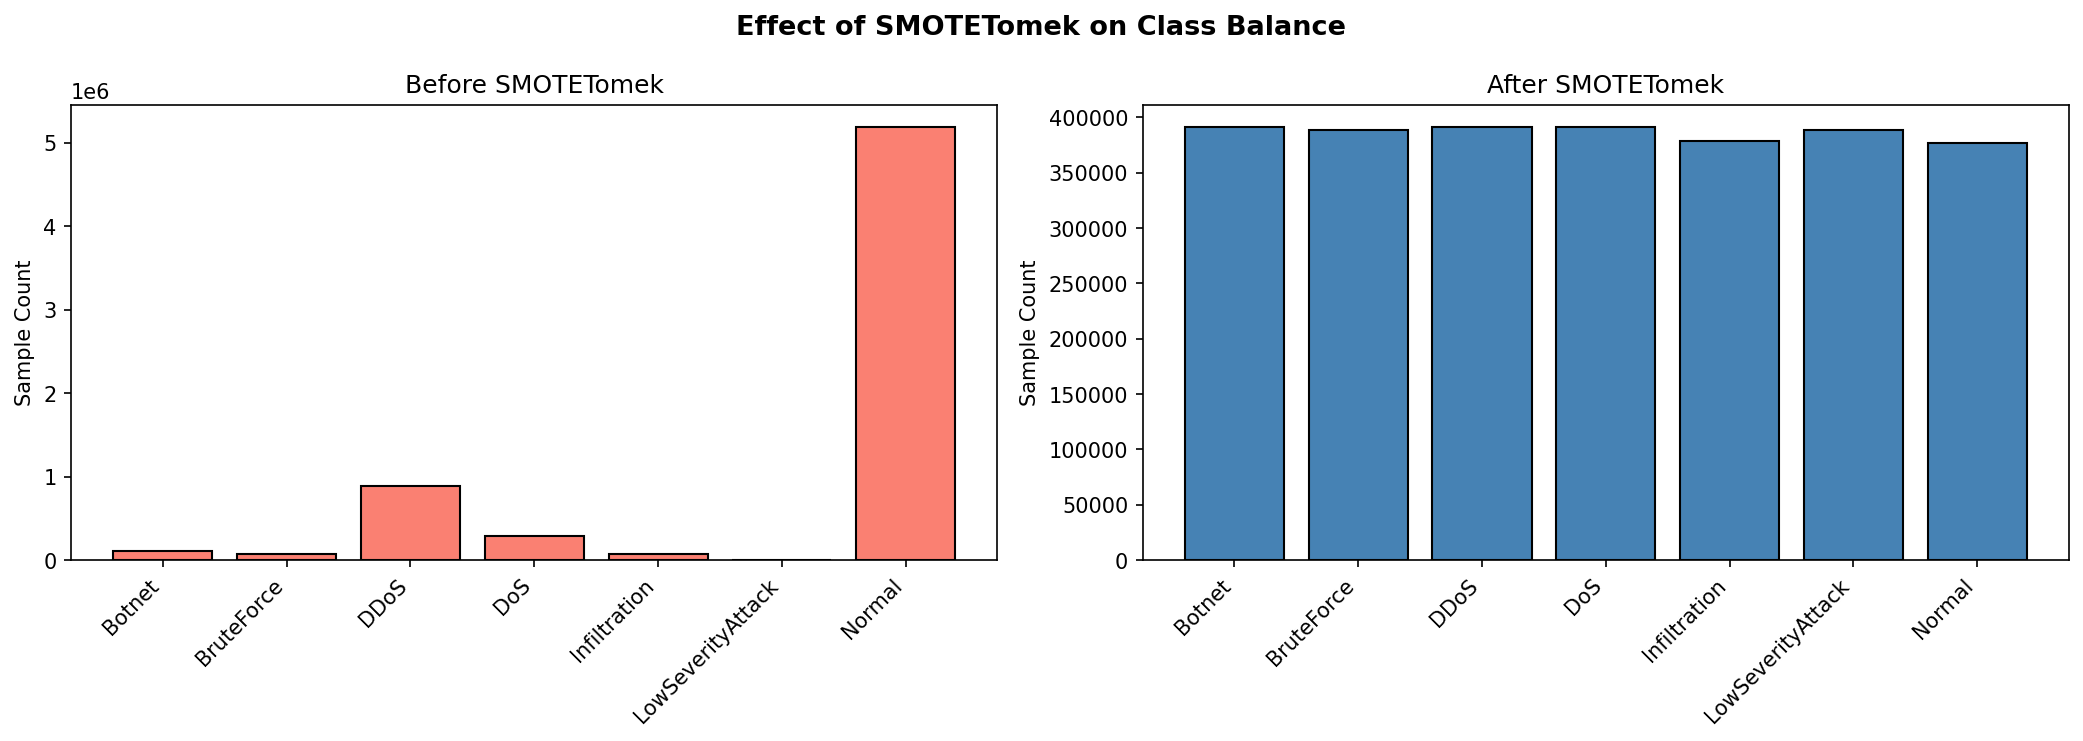 Effect of SMOTETomek on Class Balance
Before SMOTETomek
1e6
Sample Count
5
4
3
2
1
0
Botnet
BruteForce
DDoS
DoS
Infiltration
LowSeverityAttack
Normal
After SMOTETomek
Sample Count
400000
350000
300000
250000
200000
150000
100000
50000
0
Botnet
BruteForce
DDoS
DoS
Infiltration
LowSeverityAttack
Normal